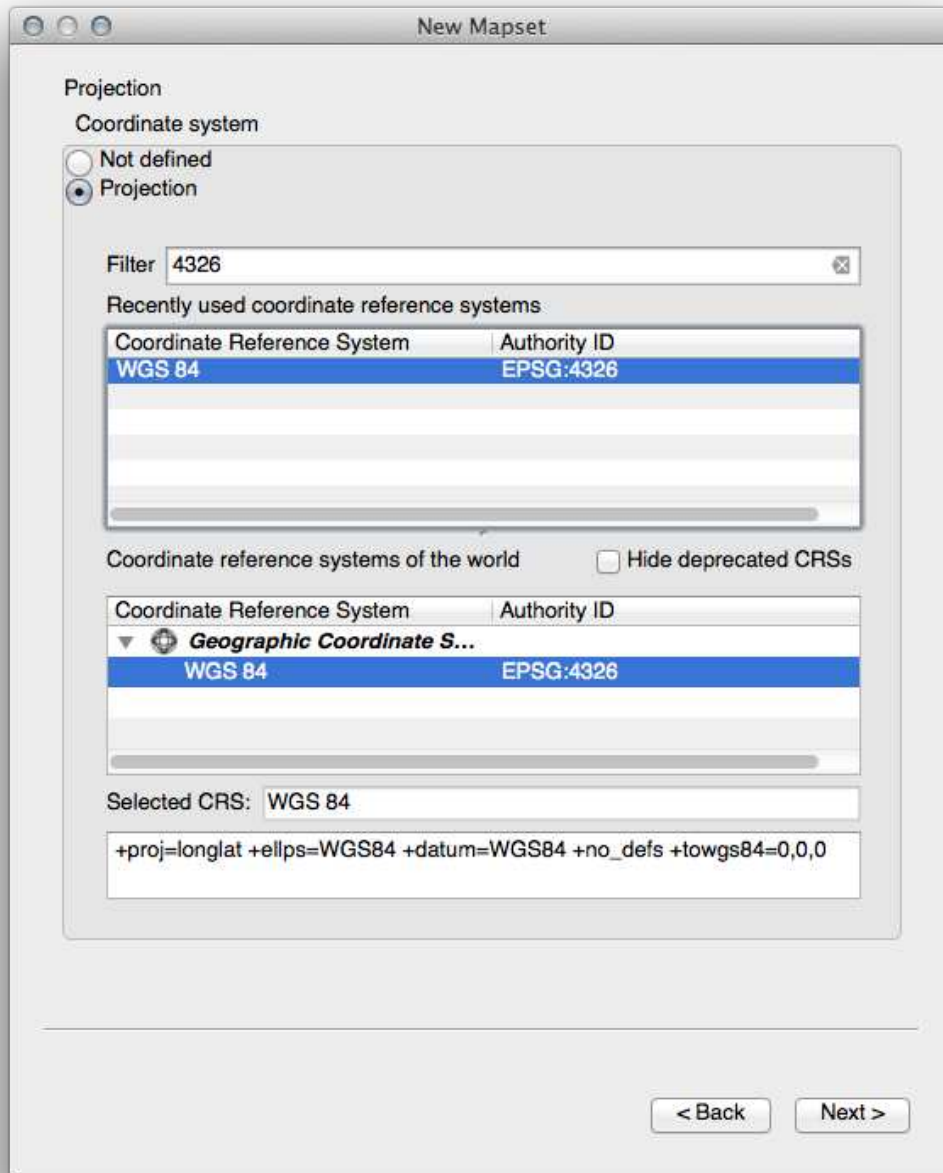 New Mapset
Projection
Coordinate system
Not defined
Projection
Filter 4326
Recently used coordinate reference systems
Coordinate Reference System Authority ID
WGS 84 EPSG:4326
Coordinate reference systems of the world Hide deprecated CRSs
Coordinate Reference System Authority ID
Geographic Coordinate S...
WGS 84 EPSG:4326
Selected CRS: WGS 84
+proj=longlat +ellps=WGS84 +datum=WGS84 +no_defs +towgs84=0,0,0
< Back Next >